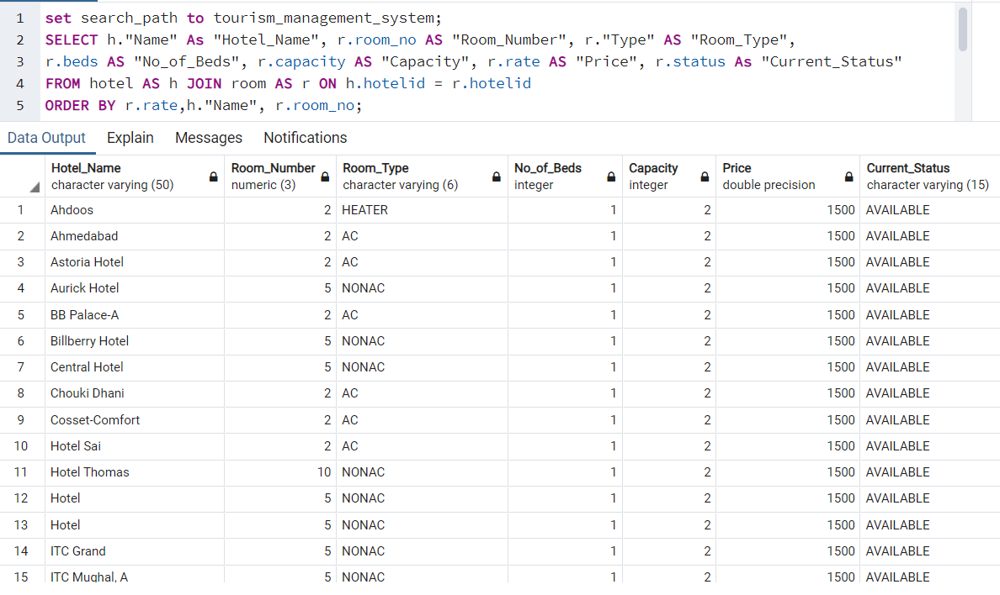 1 set search_path to tourism_management_system;
2 SELECT h."Name" As "Hotel_Name", r.room_no AS "Room_Number", r."Type" AS "Room_Type",
3 r.beds AS "No_of_Beds", r.capacity AS "Capacity", r.rate AS "Price", r.status As "Current_Status"
4 FROM hotel AS h JOIN room AS r ON h.hotelid = r.hotelid
5 ORDER BY r.rate,h."Name", r.room_no;
Data Output Explain Messages Notifications
Hotel_Name Room_Number Room_Type No_of_Beds Capacity Price Current_Status
character varying (50) numeric (3) character varying (6) integer integer double precision character varying (15)
1 Ahdoos 2 HEATER 1 2 1500 AVAILABLE
2 Ahmedabad 2 AC 1 2 1500 AVAILABLE
3 Astoria Hotel 2 AC 1 2 1500 AVAILABLE
4 Aurick Hotel 5 NONAC 1 2 1500 AVAILABLE
5 BB Palace-A 2 AC 1 2 1500 AVAILABLE
6 Billberry Hotel 5 NONAC 1 2 1500 AVAILABLE
7 Central Hotel 5 NONAC 1 2 1500 AVAILABLE
8 Chouki Dhani 2 AC 1 2 1500 AVAILABLE
9 Cosset-Comfort 2 AC 1 2 1500 AVAILABLE
10 Hotel Sai 2 AC 1 2 1500 AVAILABLE
11 Hotel Thomas 10 NONAC 1 2 1500 AVAILABLE
12 Hotel 5 NONAC 1 2 1500 AVAILABLE
13 Hotel 5 NONAC 1 2 1500 AVAILABLE
14 ITC Grand 5 NONAC 1 2 1500 AVAILABLE
15 ITC Mughal, A 5 NONAC 1 2 1500 AVAILABLE